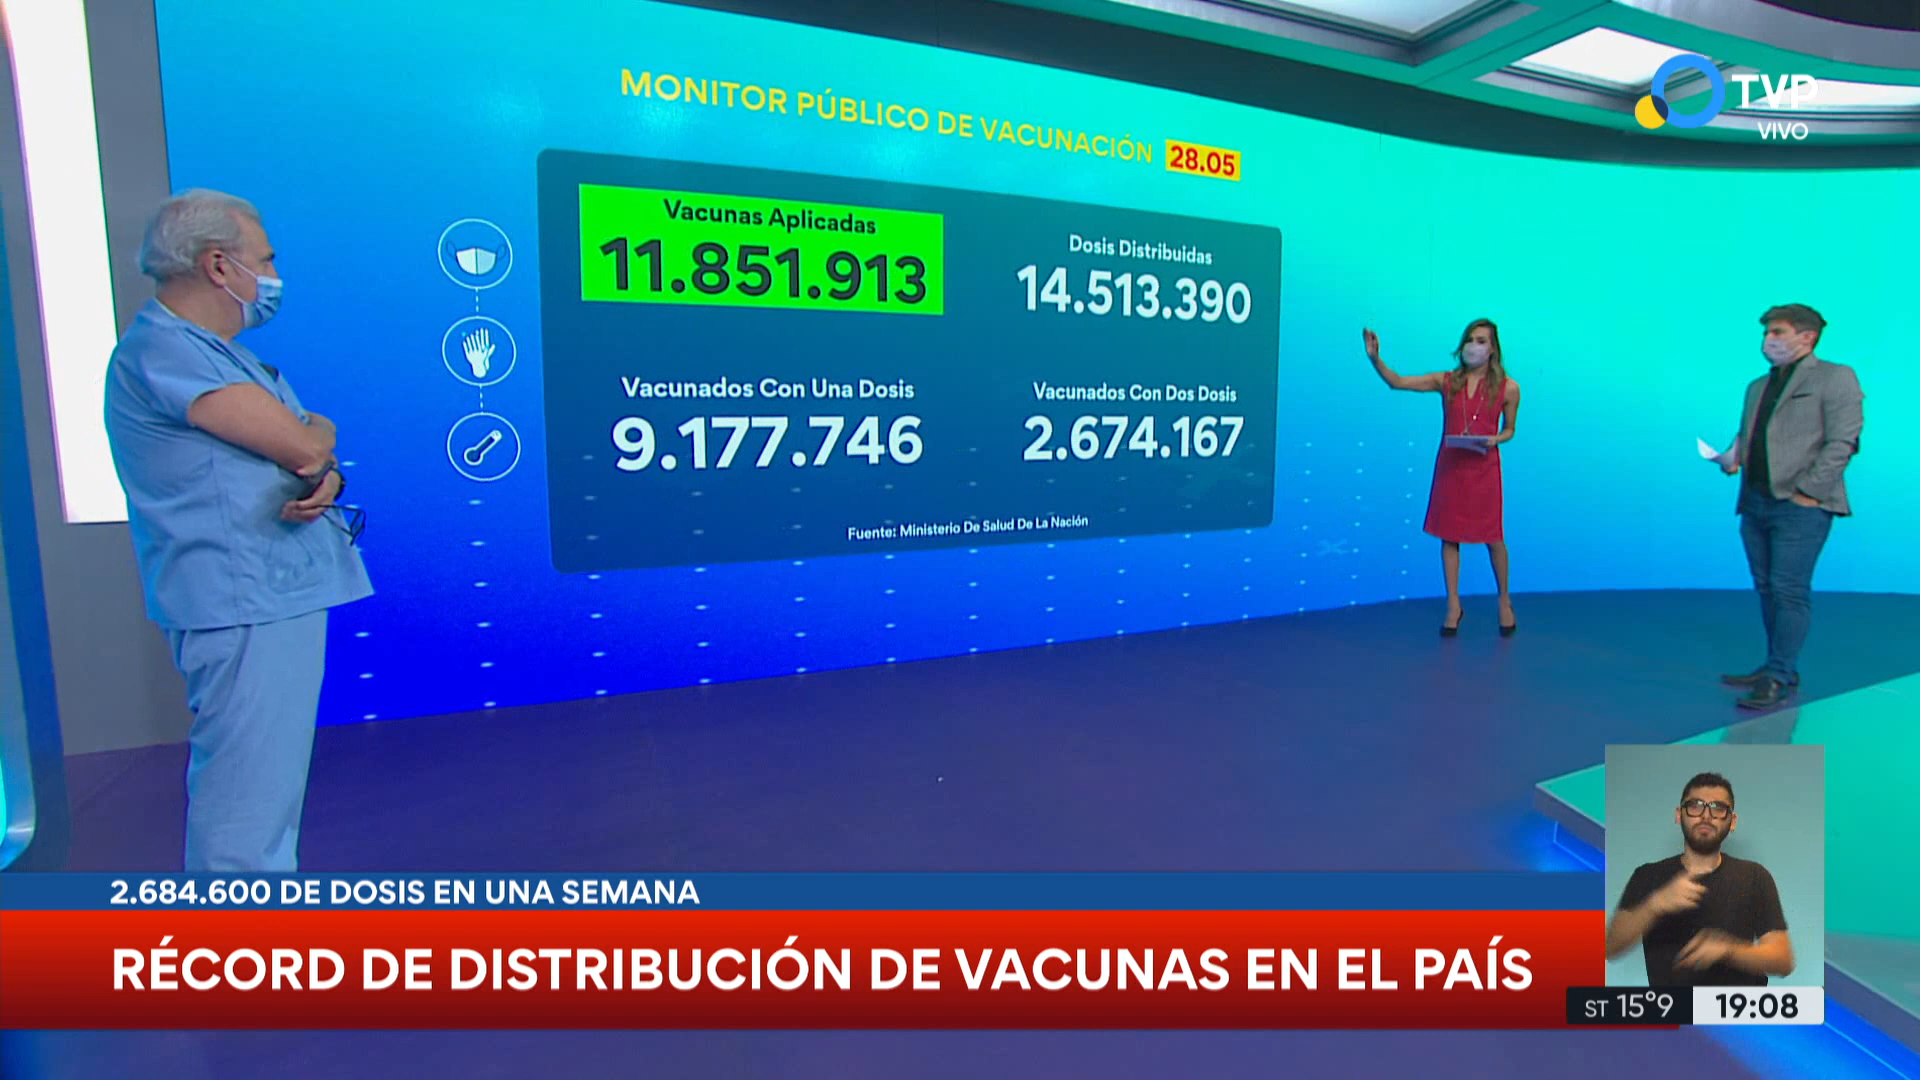 TVP
VIVO
MONITOR PÚBLICO DE VACUNACIÓN 28.05
Vacunas Aplicadas
11.851.913
Dosis Distribuidas
14.513.390
Vacunados Con Una Dosis
9.177.746
Vacunados Con Dos Dosis
2.674.167
Fuente: Ministerio De Salud De La Nación
2.684.600 DE DOSIS EN UNA SEMANA
RÉCORD DE DISTRIBUCIÓN DE VACUNAS EN EL PAÍS
ST 15°9 19:08